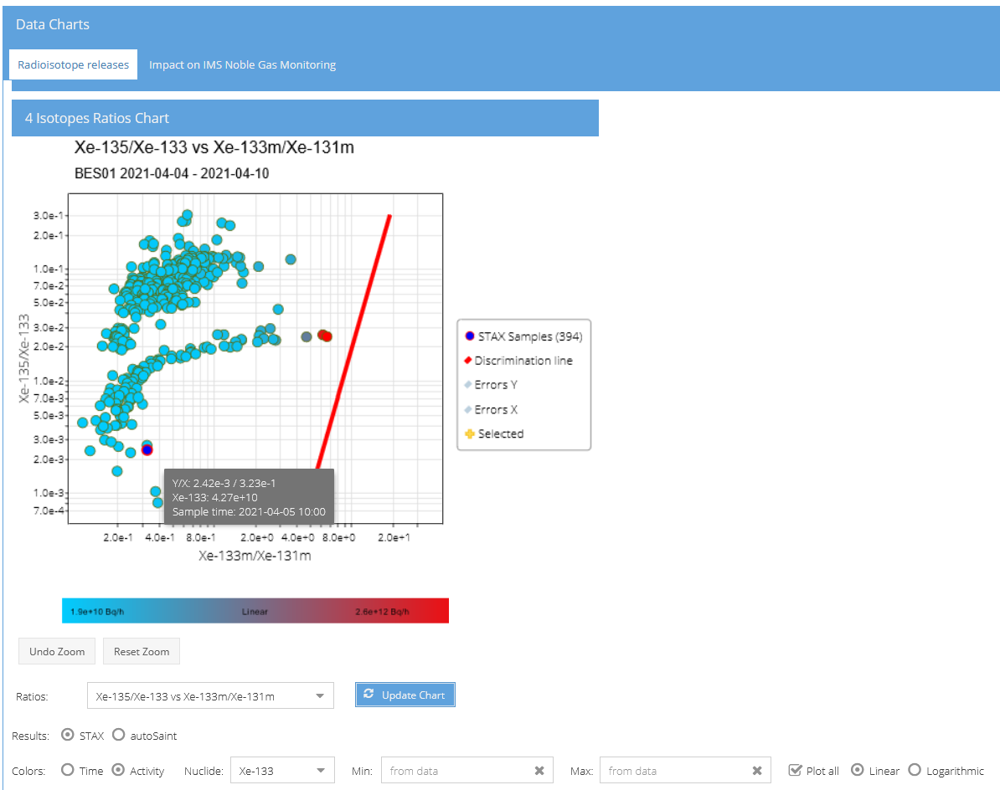 Data Charts
Radioisotope releases
Impact on IMS Noble Gas Monitoring
4 Isotopes Ratios Chart
Xe-135/Xe-133 vs Xe-133m/Xe-131m
BES01 2021-04-04 - 2021-04-10
Xe-135/Xe-133
3.0e-1
2.0e-1
1.0e-1
7.0e-2
5.0e-2
3.0e-2
2.0e-2
1.0e-2
7.0e-3
5.0e-3
3.0e-3
2.0e-3
1.0e-3
7.0e-4
STAX Samples (394)
Discrimination line
Errors Y
Errors X
Selected
Y/X: 2.42e-3 / 3.23e-1
Xe-133: 4.27e+10
Sample time: 2021-04-05 10:00
2.0e-1 4.0e-1 8.0e-1 2.0e+0 4.0e+0 8.0e+0 2.0e+1
Xe-133m/Xe-131m
1.9e+10 Bq/h Linear 2.6e+12 Bq/h
Undo Zoom Reset Zoom
Ratios: Xe-135/Xe-133 vs Xe-133m/Xe-131m Update Chart
Results: STAX autoSaint
Colors: Time Activity Nuclide: Xe-133 Min: from data Max: from data Plot all Linear Logarithmic